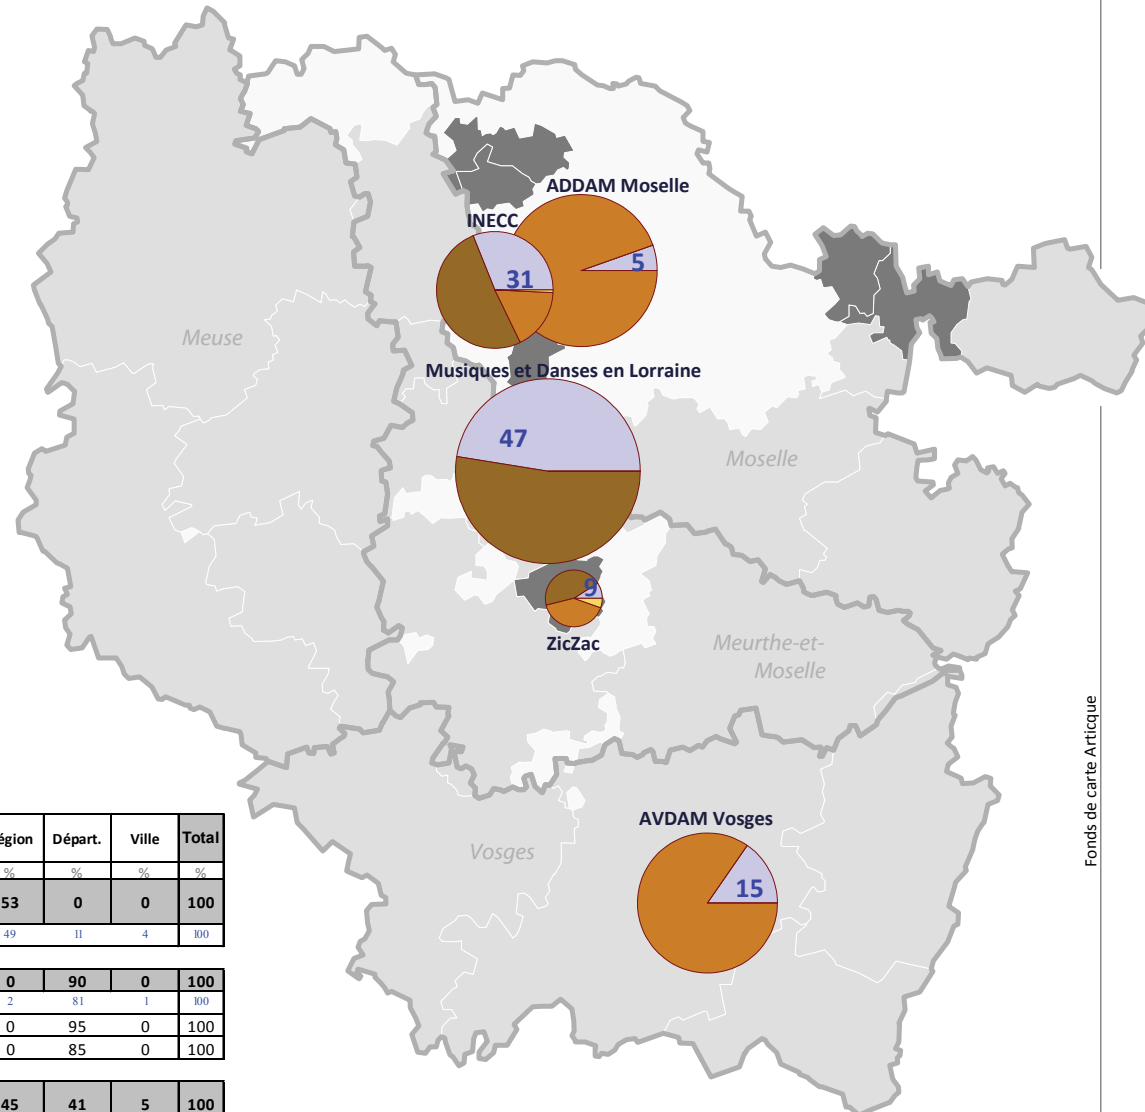 ADDAM Moselle
INECC
5
31
Meuse
Musiques et Danses en Lorraine
47
Moselle
9
ZicZac
Meurthe-et-
Moselle
AVDAM Vosges
Vosges
15
Fonds de carte Articque
égion Départ. Ville Total
% % % %
53 0 0 100
49 11 4 100
0 90 0 100
2 81 1 100
0 95 0 100
0 85 0 100
45 41 5 100